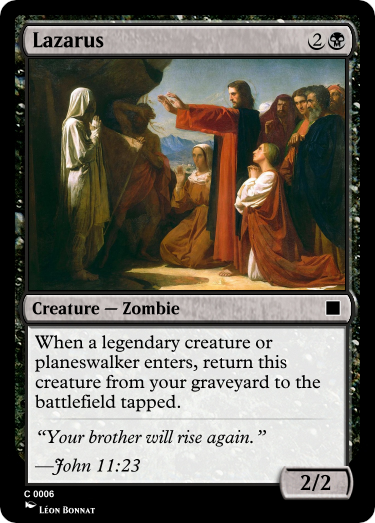 Lazarus 2
Creature — Zombie
When a legendary creature or
planeswalker enters, return this
creature from your graveyard to the
battlefield tapped.
“Your brother will rise again.”
—John 11:23
2/2
C 0006
Léon Bonnat